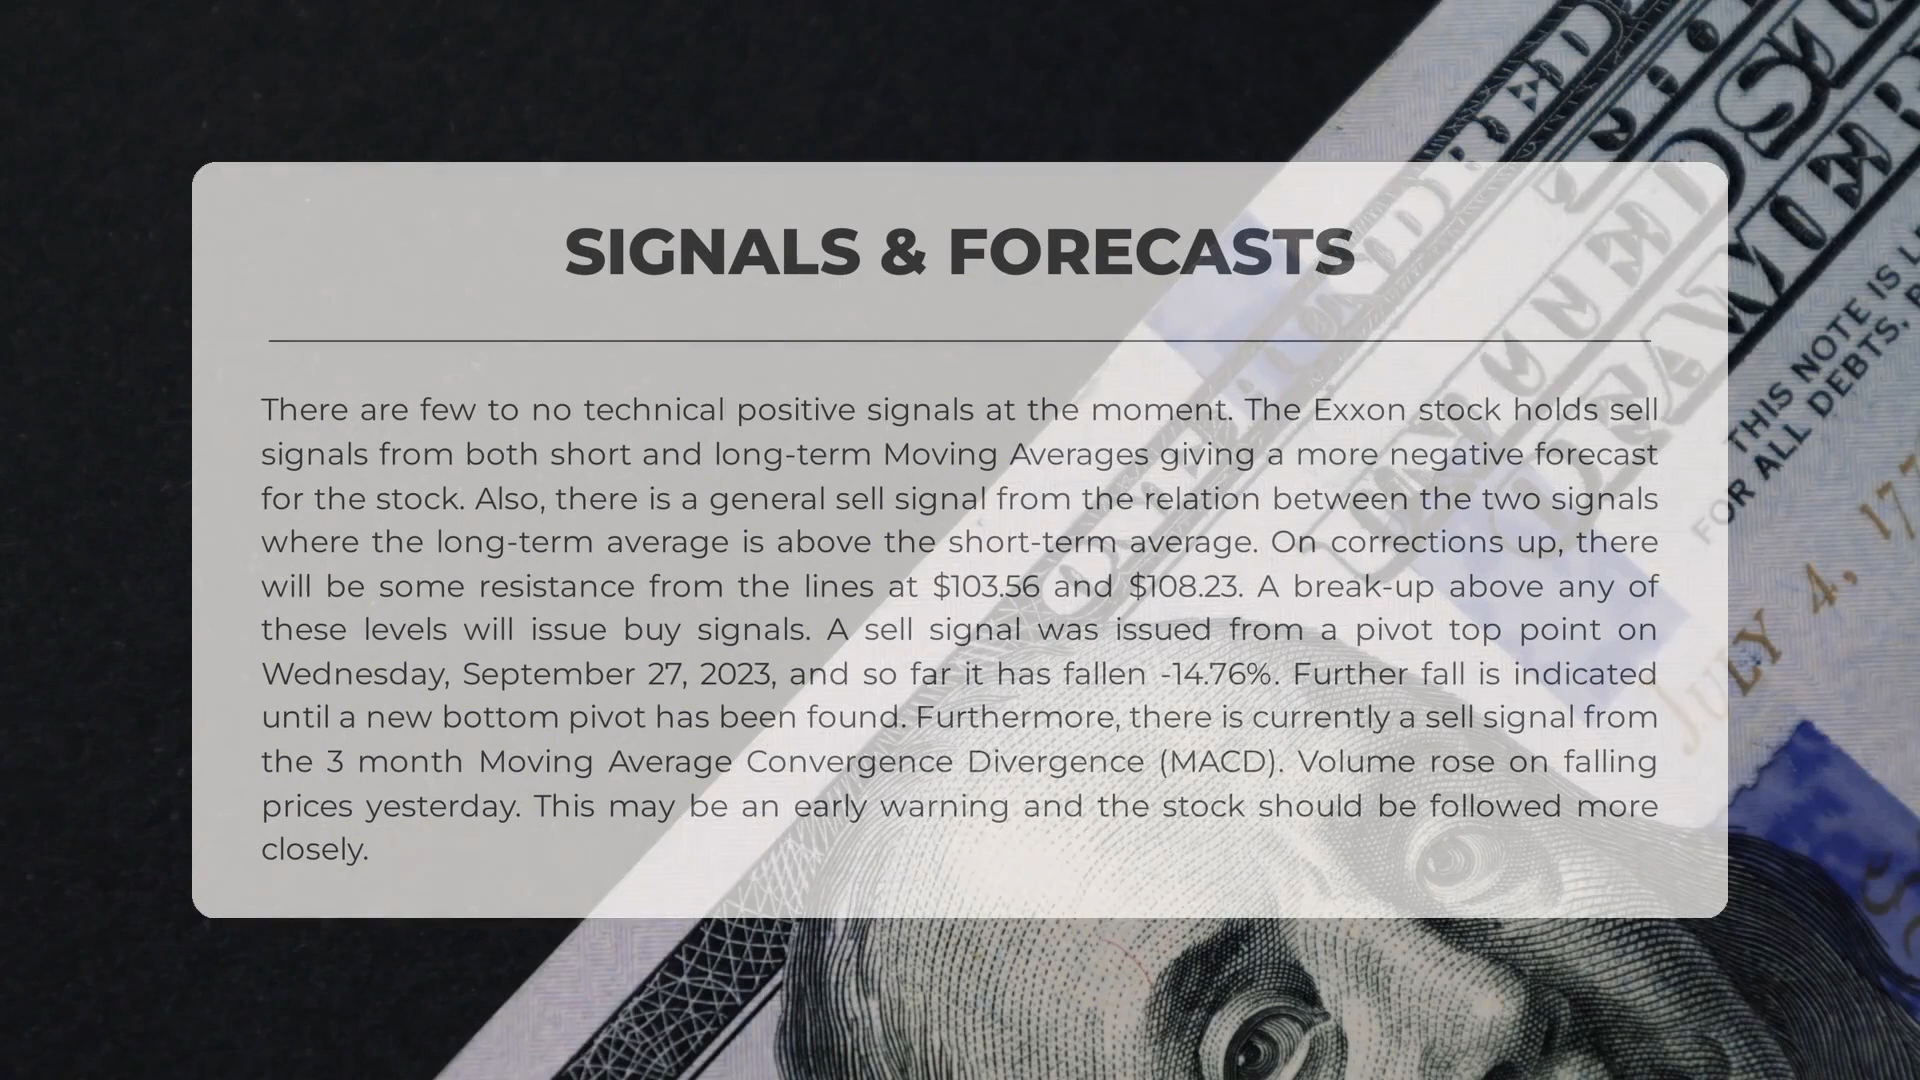 SIGNALS & FORECASTS
There are few to no technical positive signals at the moment. The Exxon stock holds sell
signals from both short and long-term Moving Averages giving a more negative forecast
for the stock. Also, there is a general sell signal from the relation between the two signals
where the long-term average is above the short-term average. On corrections up, there
will be some resistance from the lines at $103.56 and $108.23. A break-up above any of
these levels will issue buy signals. A sell signal was issued from a pivot top point on
Wednesday, September 27, 2023, and so far it has fallen -14.76%. Further fall is indicated
until a new bottom pivot has been found. Furthermore, there is currently a sell signal from
the 3 month Moving Average Convergence Divergence (MACD). Volume rose on falling
prices yesterday. This may be an early warning and the stock should be followed more
closely.
THIS NOTE IS
FOR ALL DEBTS,
JULY 4,